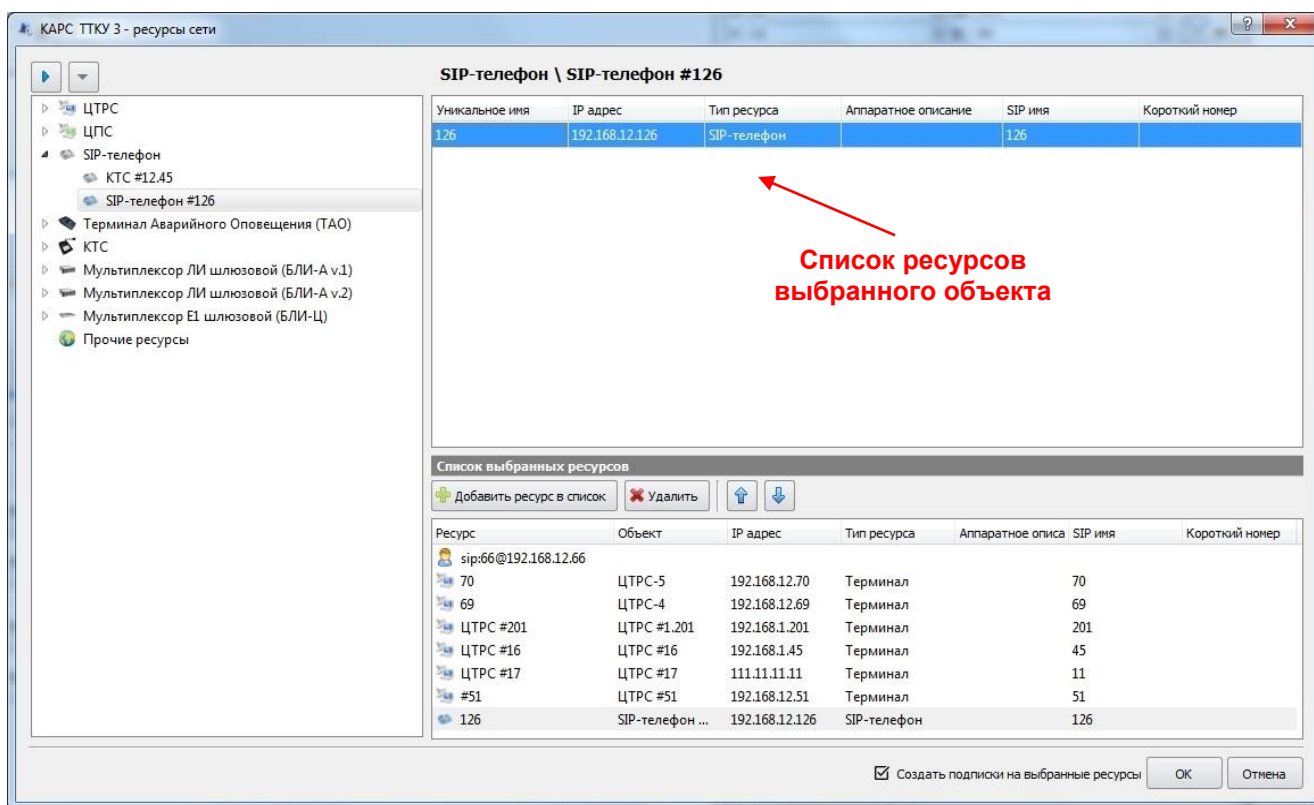 КАРС ТТКУ 3 - ресурсы сети
SIP-телефон \ SIP-телефон #126
ЦТРС
ЦПС
SIP-телефон
КТС #12.45
SIP-телефон #126
Терминал Аварийного Оповещения (ТАО)
КТС
Мультиплексор ЛИ шлюзовой (БЛИ-А v.1)
Мультиплексор ЛИ шлюзовой (БЛИ-А v.2)
Мультиплексор Е1 шлюзовой (БЛИ-Ц)
Прочие ресурсы
Уникальное имя IP адрес Тип ресурса Аппаратное описание SIP имя Короткий номер
126 192.168.12.126 SIP-телефон 126
Список ресурсов
выбранного объекта
Список выбранных ресурсов
Добавить ресурс в список Удалить
Ресурс Объект IP адрес Тип ресурса Аппаратное описа SIP имя Короткий номер
sip:66@192.168.12.66
70 ЦТРС-5 192.168.12.70 Терминал 70
69 ЦТРС-4 192.168.12.69 Терминал 69
ЦТРС #201 ЦТРС #1.201 192.168.1.201 Терминал 201
ЦТРС #16 ЦТРС #16 192.168.1.45 Терминал 45
ЦТРС #17 ЦТРС #17 111.11.11.11 Терминал 11
#51 ЦТРС #51 192.168.12.51 Терминал 51
126 SIP-телефон ... 192.168.12.126 SIP-телефон 126
Создать подписки на выбранные ресурсы ОК Отмена